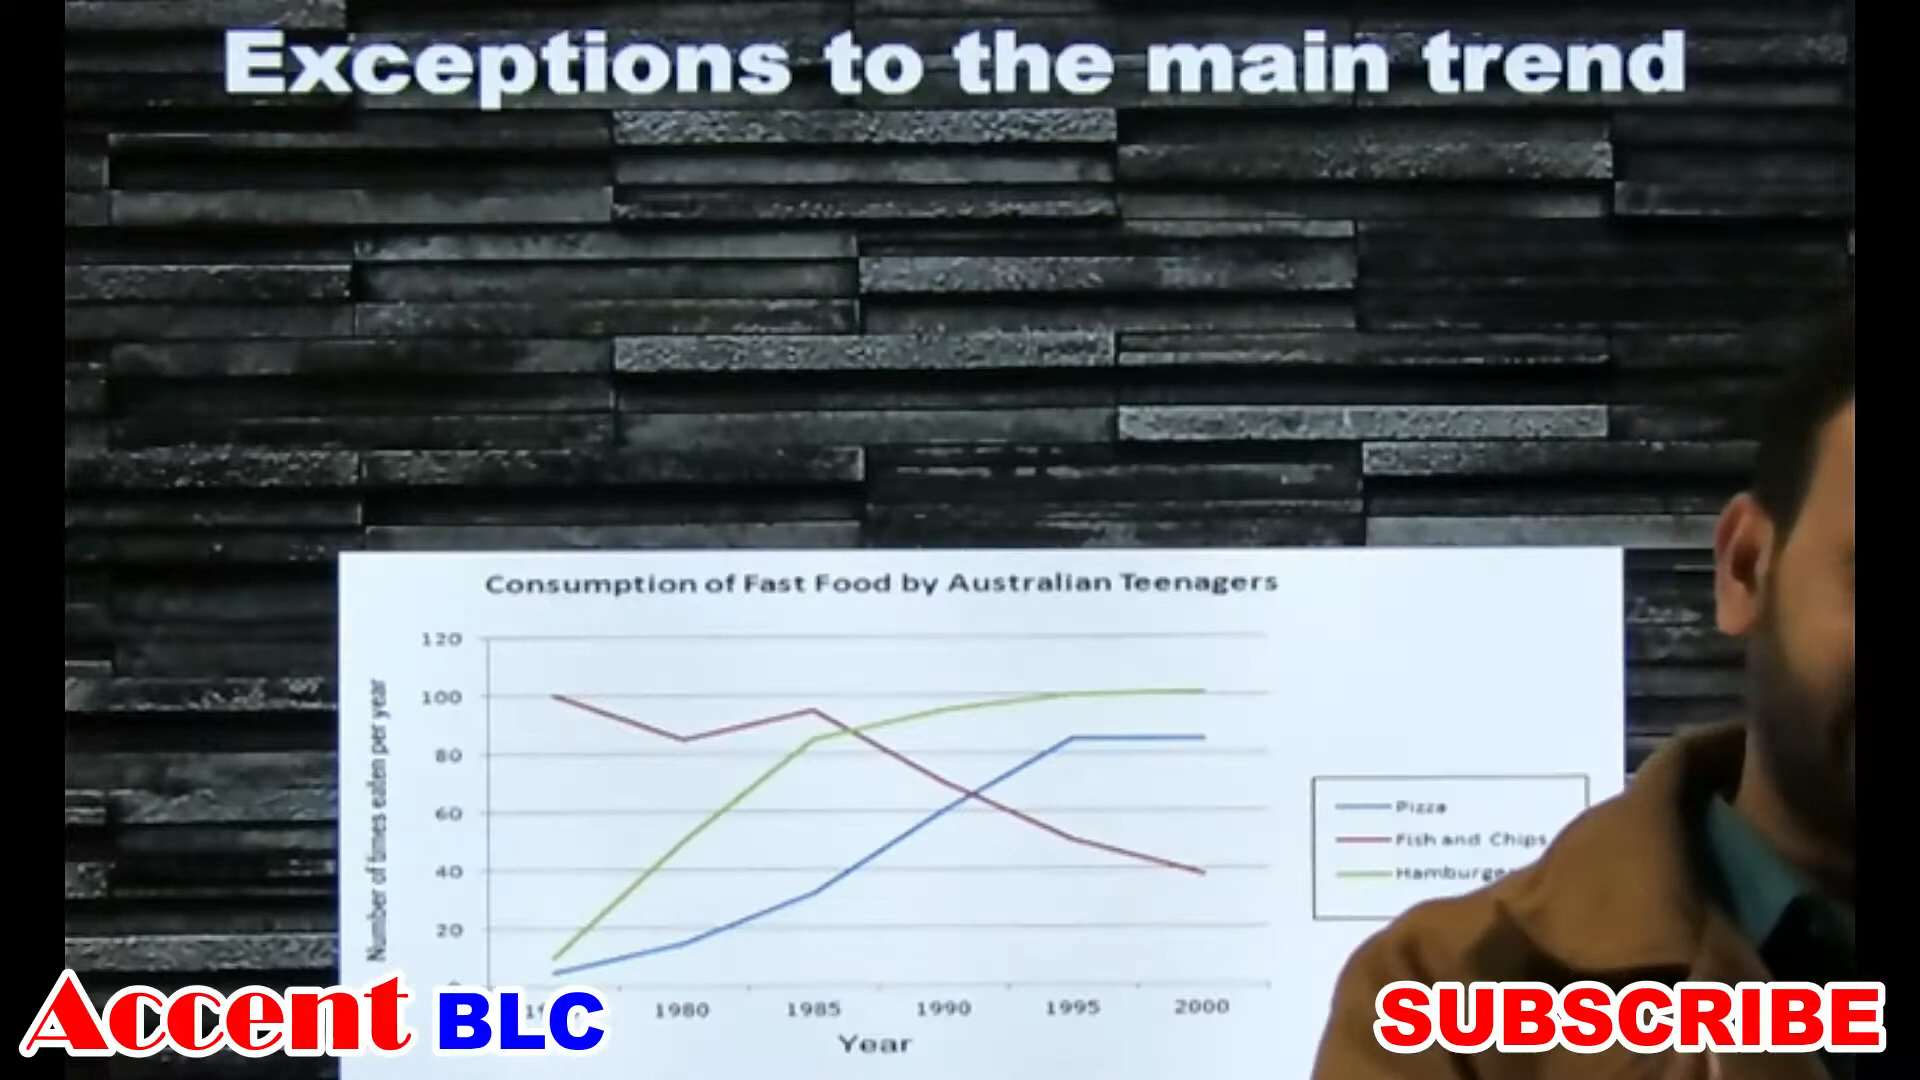 Exceptions to the main trend
Consumption of Fast Food by Australian Teenagers
120
100
80
60
40
20
Number of times eaten per year
1980 1985 1990 1995 2000
Year
Pizza
Fish and Chips
Accent BLC
SUBSCRIBE